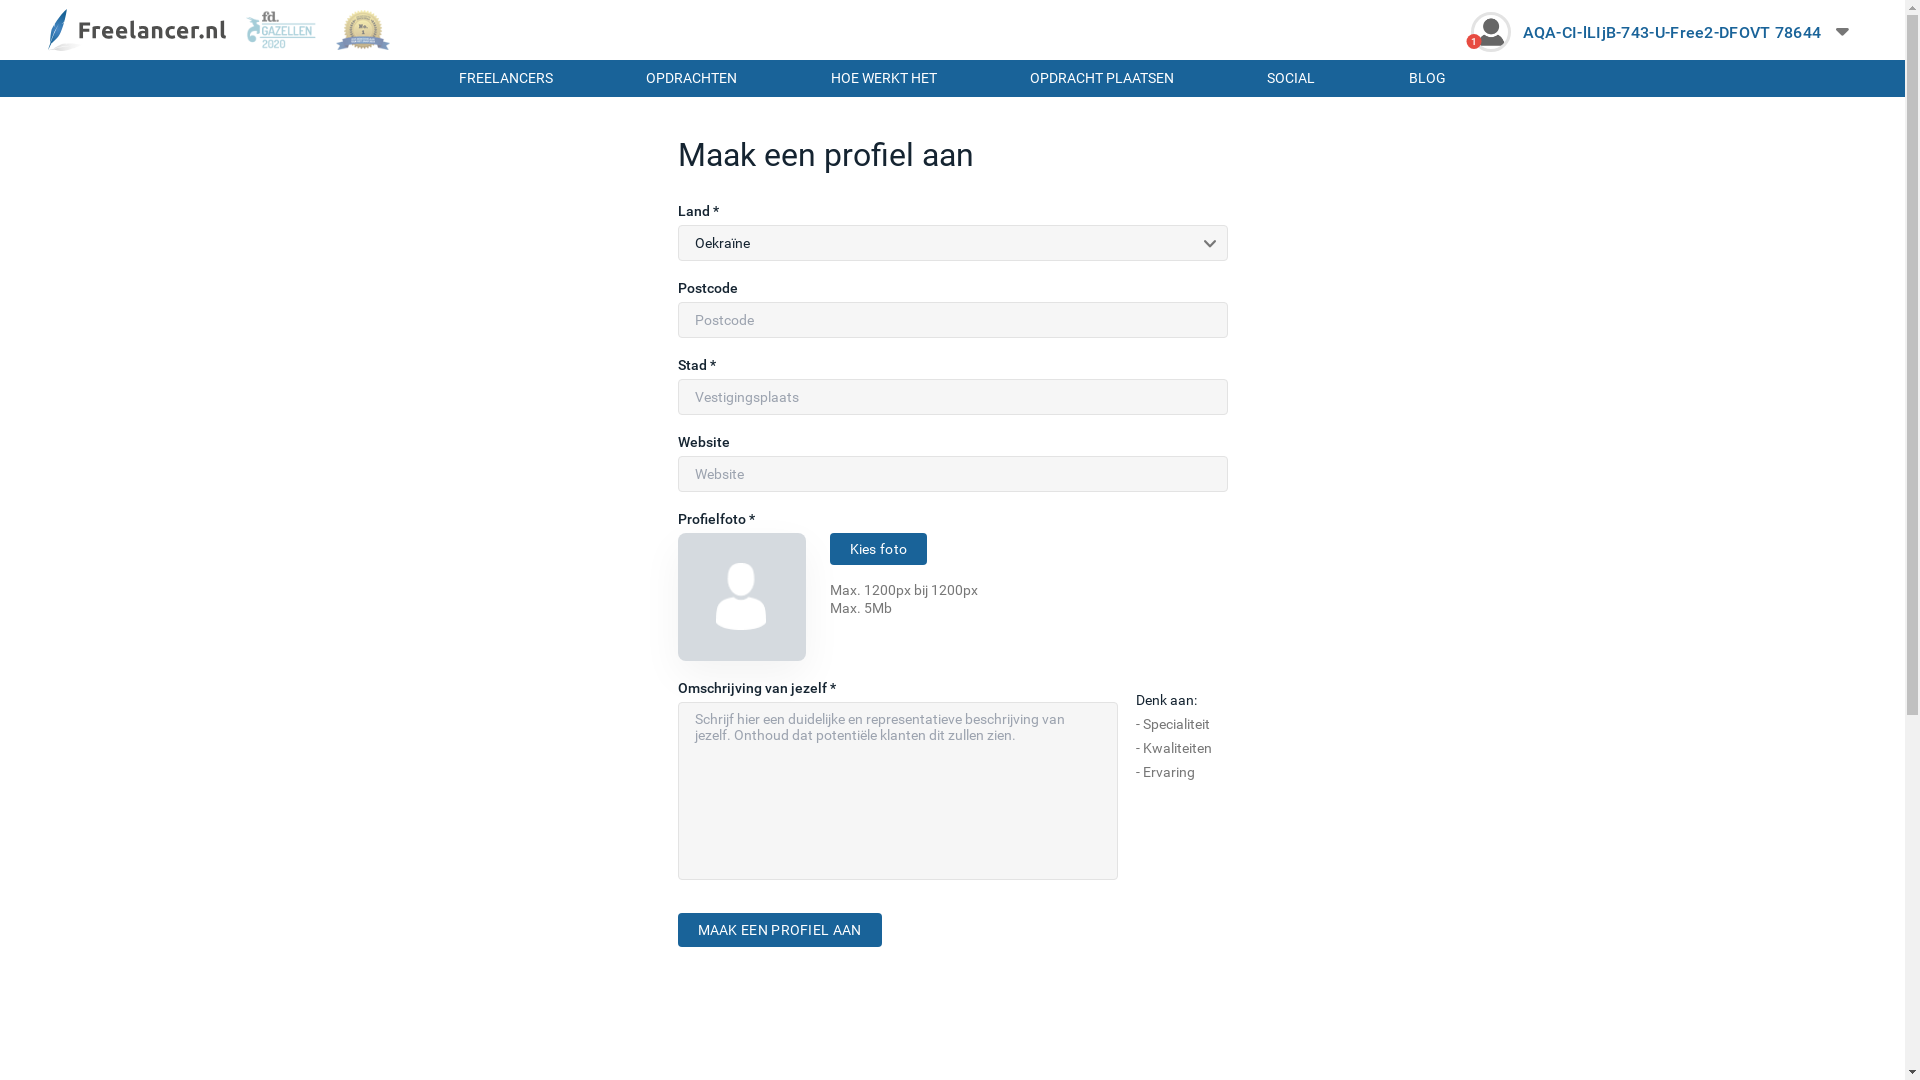 Freelancer.nl
fd.
GAZELLEN
2020
No.
1
1
AQA-CI-lLIjB-743-U-Free2-DFOVT 78644
FREELANCERS
OPDRACHTEN
HOE WERKT HET
OPDRACHT PLAATSEN
SOCIAL
BLOG
Maak een profiel aan
Land *
Oekraïne
Postcode
Postcode
Stad *
Vestigingsplaats
Website
Website
Profielfoto *
Kies foto
Max. 1200px bij 1200px
Max. 5Mb
Omschrijving van jezelf *
Schrijf hier een duidelijke en representatieve beschrijving van
jezelf. Onthoud dat potentiële klanten dit zullen zien.
Denk aan:
- Specialiteit
- Kwaliteiten
- Ervaring
MAAK EEN PROFIEL AAN